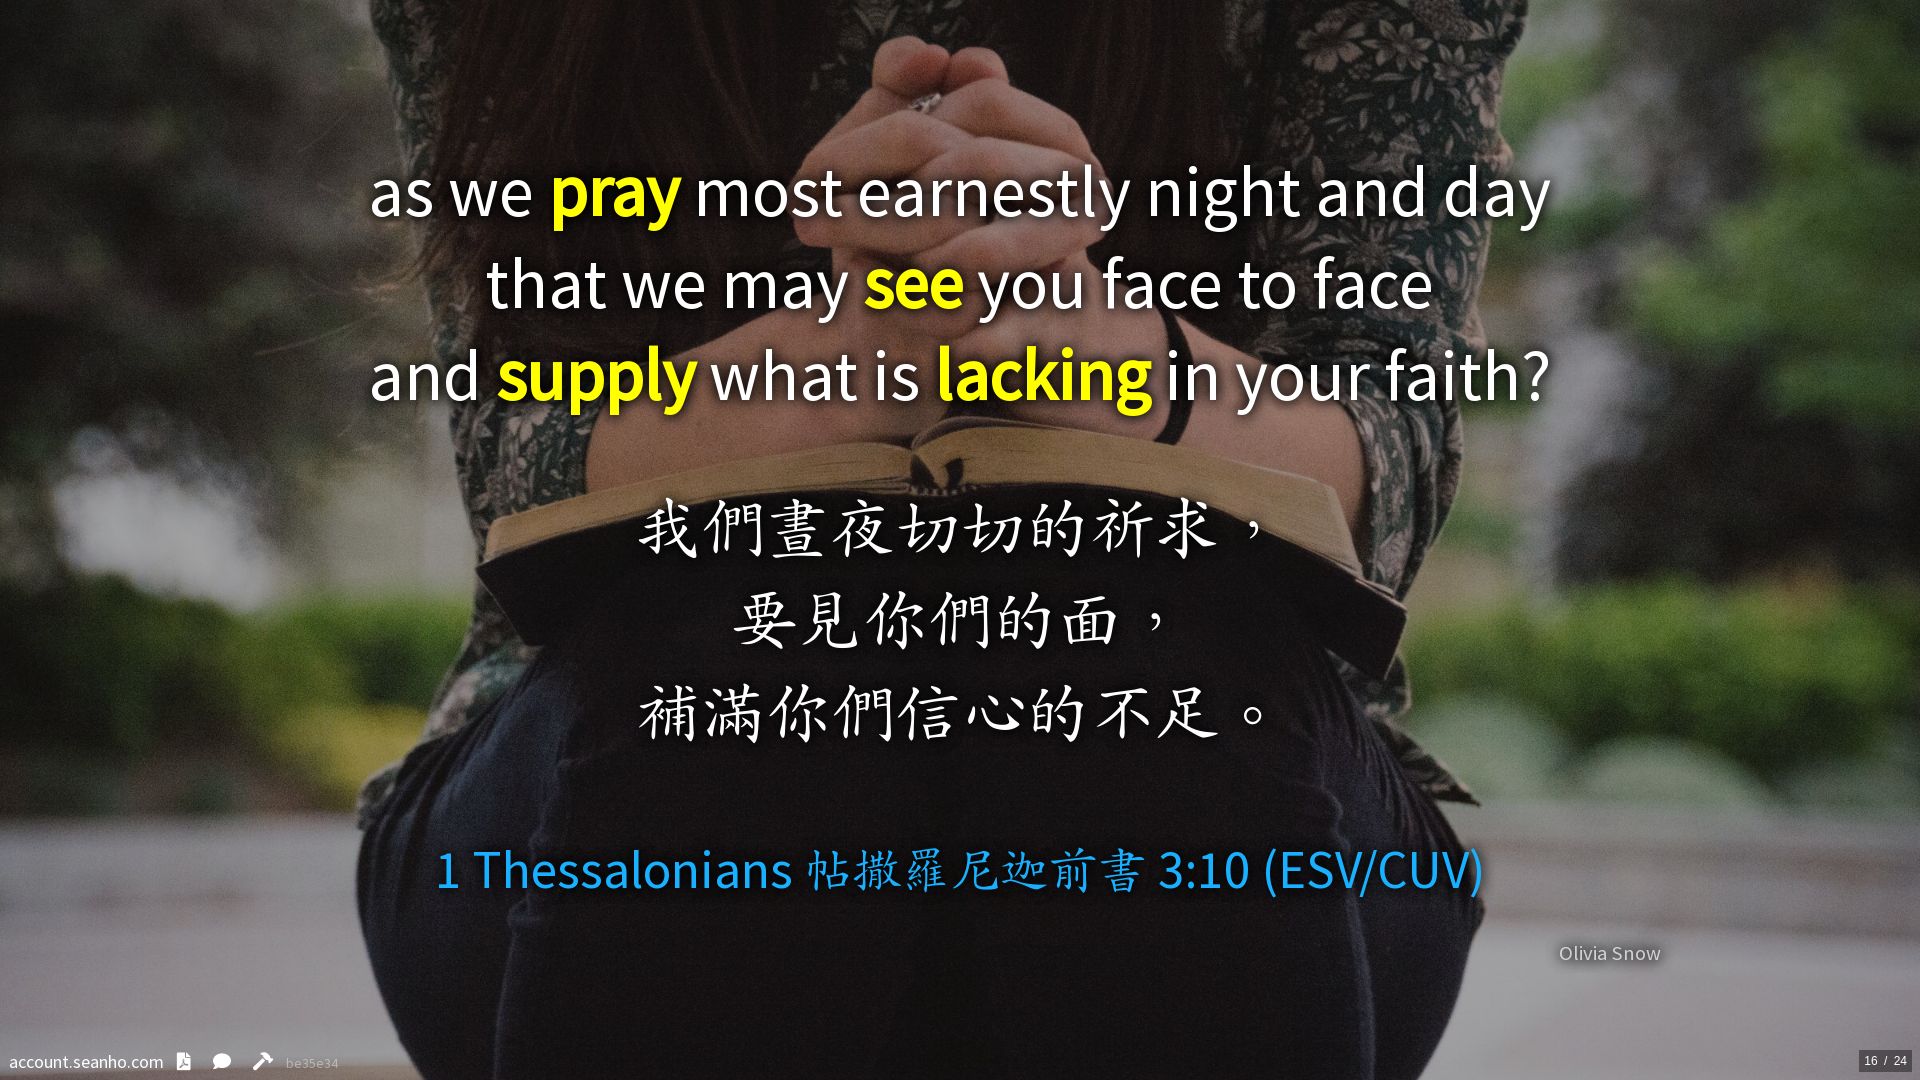 as we pray most earnestly night and day
that we may see you face to face
and supply what is lacking in your faith?
我們晝夜切切的祈求，
要見你們的面，
補滿你們信心的不足。
1 Thessalonians 帖撒羅尼迦前書 3:10 (ESV/CUV)
Olivia Snow
account.seanho.com be35e34
16 / 24